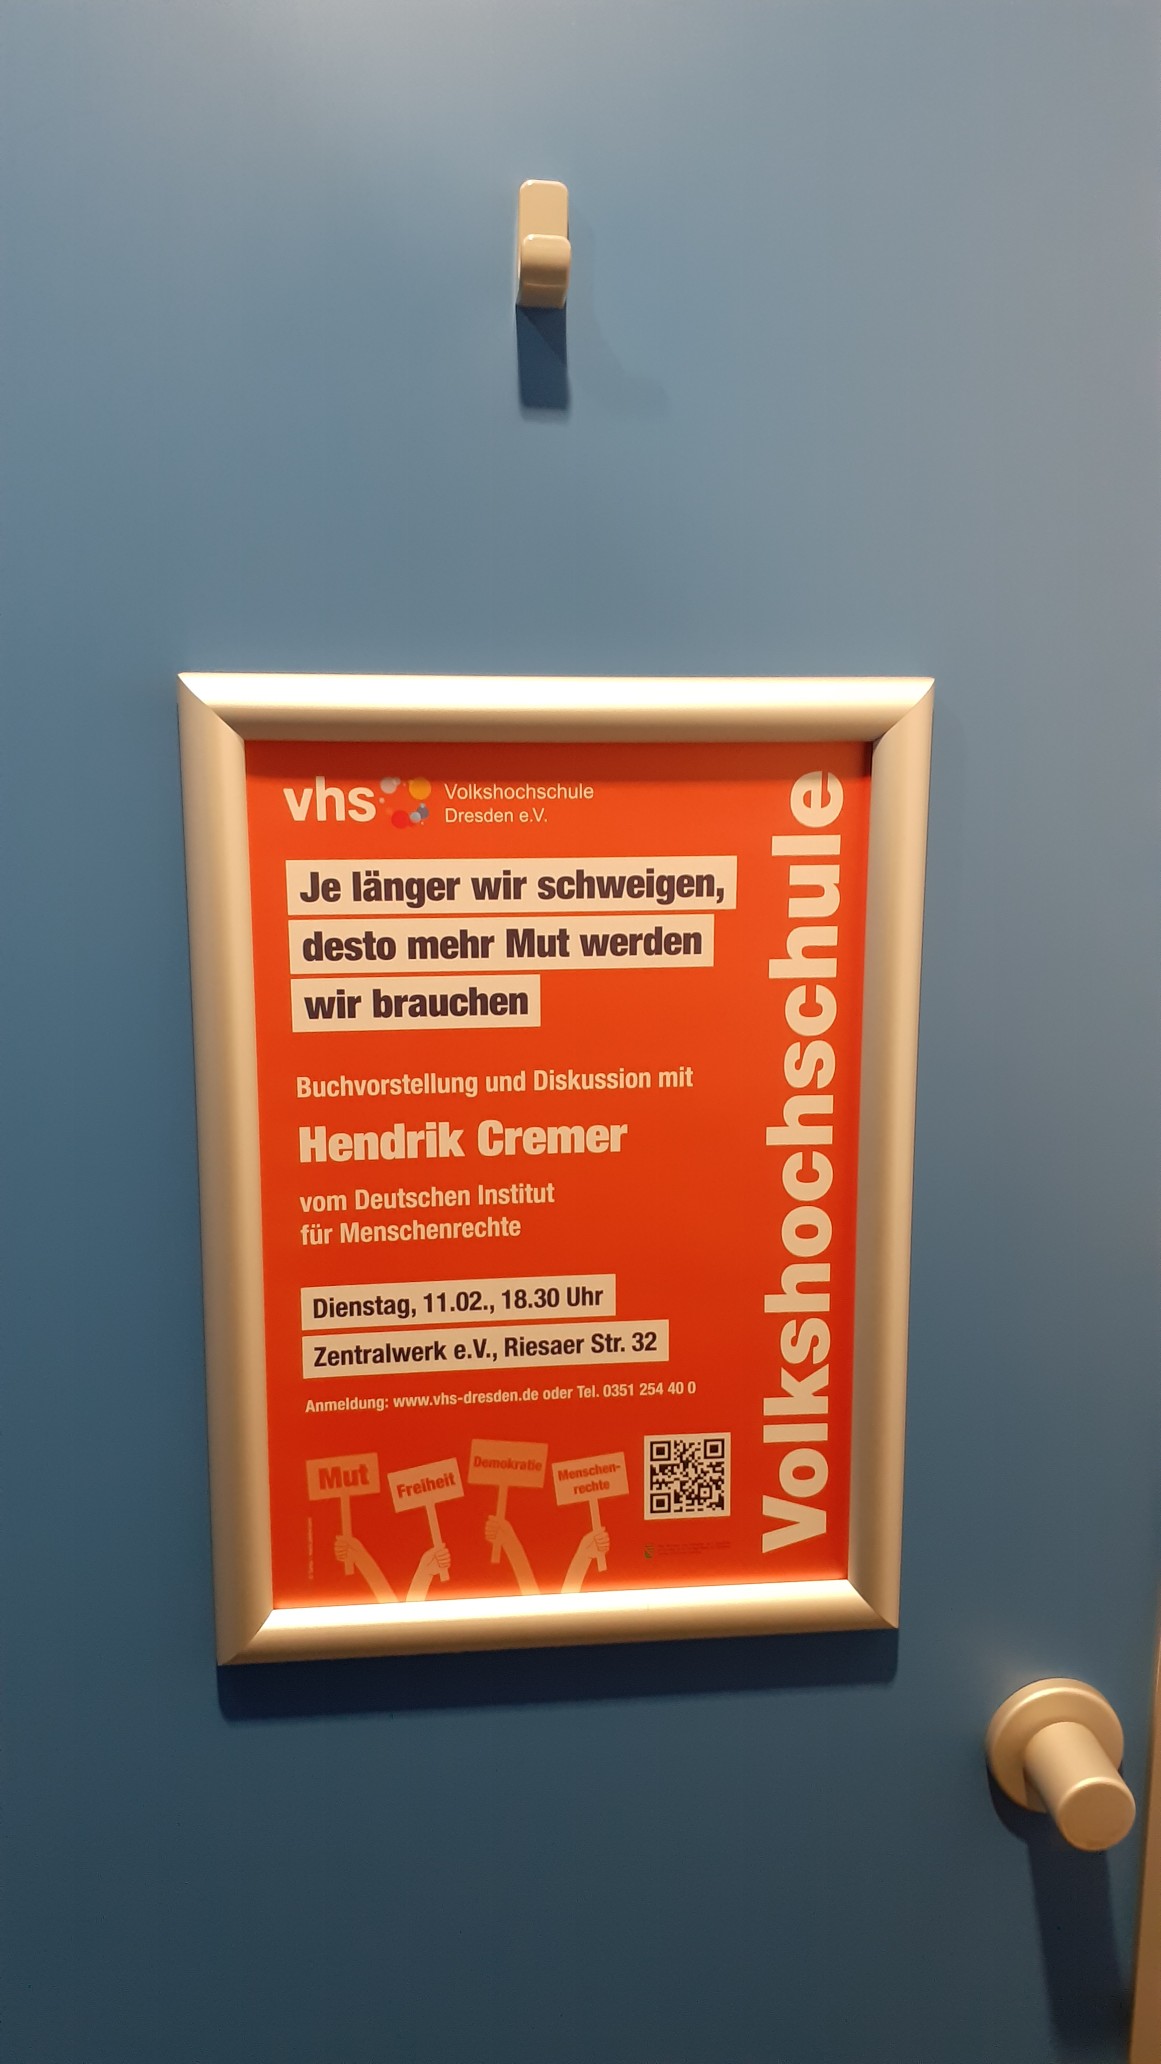 vhs
Volkshochschule
Dresden e.V.
Je länger wir schweigen,
desto mehr Mut werden
wir brauchen
Buchvorstellung und Diskussion mit
Hendrik Cremer
vom Deutschen Institut
für Menschenrechte
Dienstag, 11.02., 18.30 Uhr
Zentralwerk e.V., Riesaer Str. 32
Anmeldung: www.vhs-dresden.de oder Tel. 0351 254 40 0
Mut
Freiheit
Demokratie
Menschen-
rechte
Volkshochschule